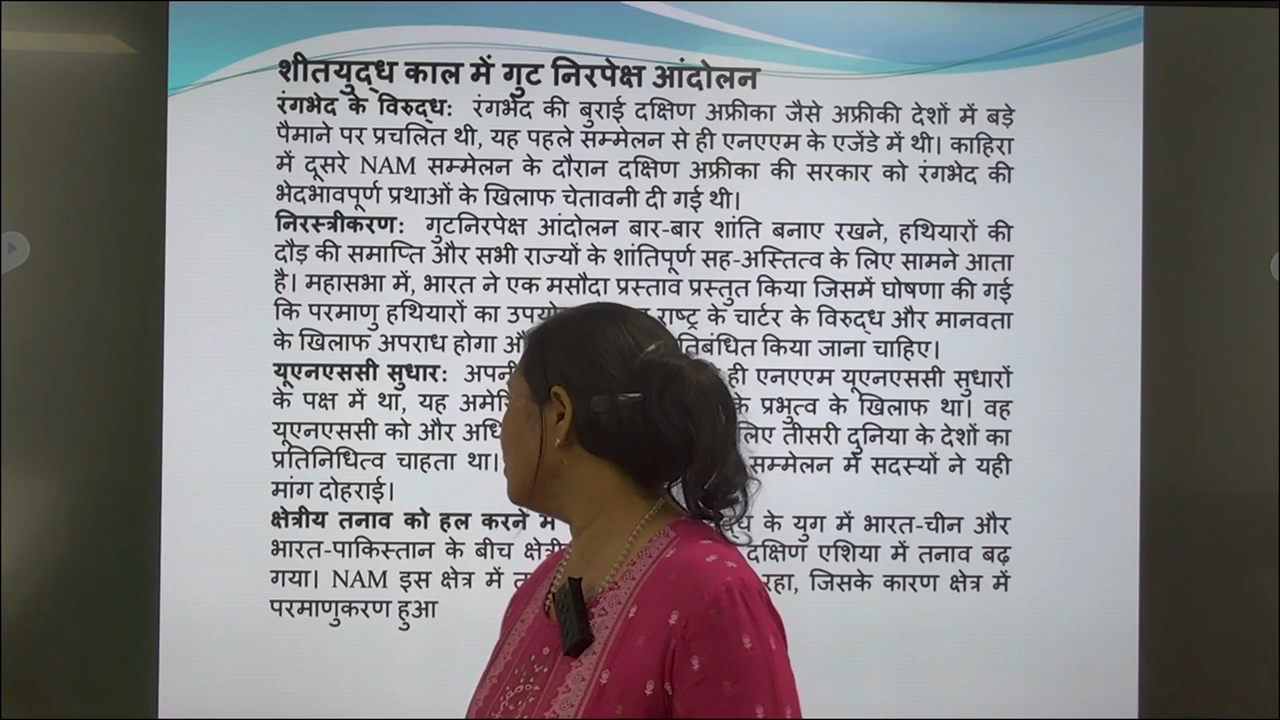 शीतयुद्ध काल में गुट निरपेक्ष आंदोलन
रंगभेद के विरुद्ध: रंगभेद की बुराई दक्षिण अफ्रीका जैसे अफ्रीकी देशों में बड़े
पैमाने पर प्रचलित थी, यह पहले सम्मेलन से ही एनएएम के एजेंडे में थी। काहिरा
में दूसरे NAM सम्मेलन के दौरान दक्षिण अफ्रीका की सरकार को रंगभेद की
भेदभावपूर्ण प्रथाओं के खिलाफ चेतावनी दी गई थी।
निरस्त्रीकरण: गुटनिरपेक्ष आंदोलन बार-बार शांति बनाए रखने, हथियारों की
दौड़ की समाप्ति और सभी राज्यों के शांतिपूर्ण सह-अस्तित्व के लिए सामने आता
है। महासभा में, भारत ने एक मसौदा प्रस्ताव प्रस्तुत किया जिसमें घोषणा की गई
कि परमाणु हथियारों का राष्ट्र के चार्टर के विरुद्ध और मानवता
के खिलाफ अपराध होगा किया जाना चाहिए।
यूएनएससी सुधार: ही एनएएम यूएनएससी सुधारों
के पक्ष में था, यह के प्रभुत्व के खिलाफ था। वह
यूएनएससी को और लिए तीसरी दुनिया के देशों का
प्रतिनिधित्व चाहता था। सम्मेलन में सदस्यों ने यही
मांग दोहराई।
क्षेत्रीय तनाव को हल करने के युग में भारत-चीन और
भारत-पाकिस्तान के बीच दक्षिण एशिया में तनाव बढ़
गया। NAM इस क्षेत्र में रहा, जिसके कारण क्षेत्र में
परमाणुकरण हुआ